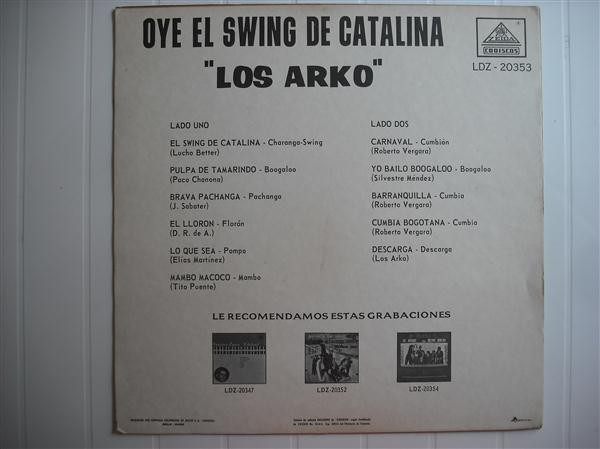 OYE EL SWING DE CATALINA
"LOS ARKO"
ZEIDA
CODISCOS
LDZ - 20353
LADO UNO
EL SWING DE CATALINA - Charanga-Swing
(Lucho Better)
PULPA DE TAMARINDO - Boogaloo
(Paco Chanona)
BRAVA PACHANGA - Pachanga
(J. Sabater)
EL LLORON - Florón
(D. R. de A.)
LO QUE SEA - Pompo
(Elías Martínez)
MAMBO MACOCO - Mambo
(Tito Puente)
LADO DOS
CARNAVAL - Cumbión
(Roberto Vergara)
YO BAILO BOOGALOO - Boogaloo
(Silvestre Méndez)
BARRANQUILLA - Cumbia
(Roberto Vergara)
CUMBIA BOGOTANA - Cumbia
(Roberto Vergara)
DESCARGA - Descarga
(Los Arko)
LE RECOMENDAMOS ESTAS GRABACIONES
LDZ-20347
LDZ-20352
LDZ-20354